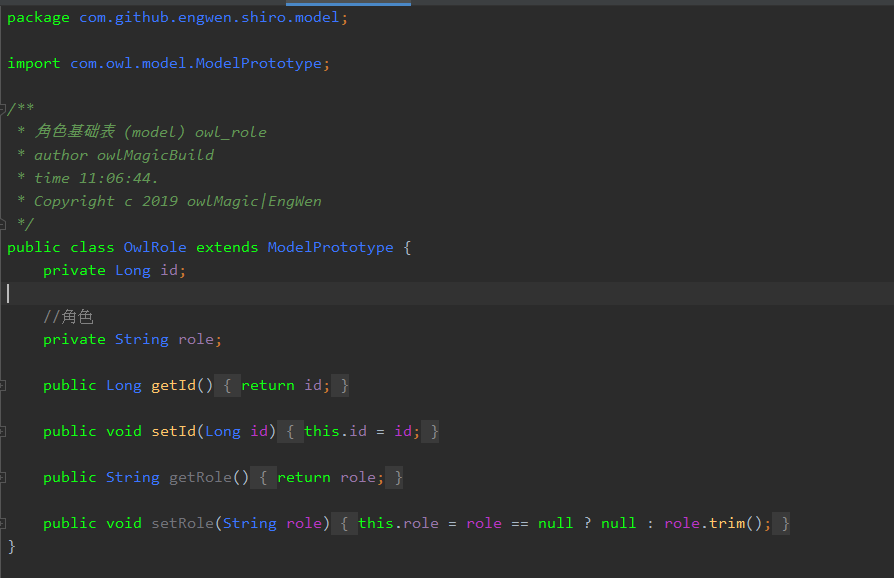 package com.github.engwen.shiro.model;
import com.owl.model.ModelPrototype;
/**
 * 角色基础表 (model) owl_role
 * author owlMagicBuild
 * time 11:06:44.
 * Copyright c 2019 owlMagic|EngWen
 */
public class OwlRole extends ModelPrototype {
    private Long id;
    //角色
    private String role;
    public Long getId() { return id; }
    public void setId(Long id) { this.id = id; }
    public String getRole() { return role; }
    public void setRole(String role) { this.role = role == null ? null : role.trim(); }
}